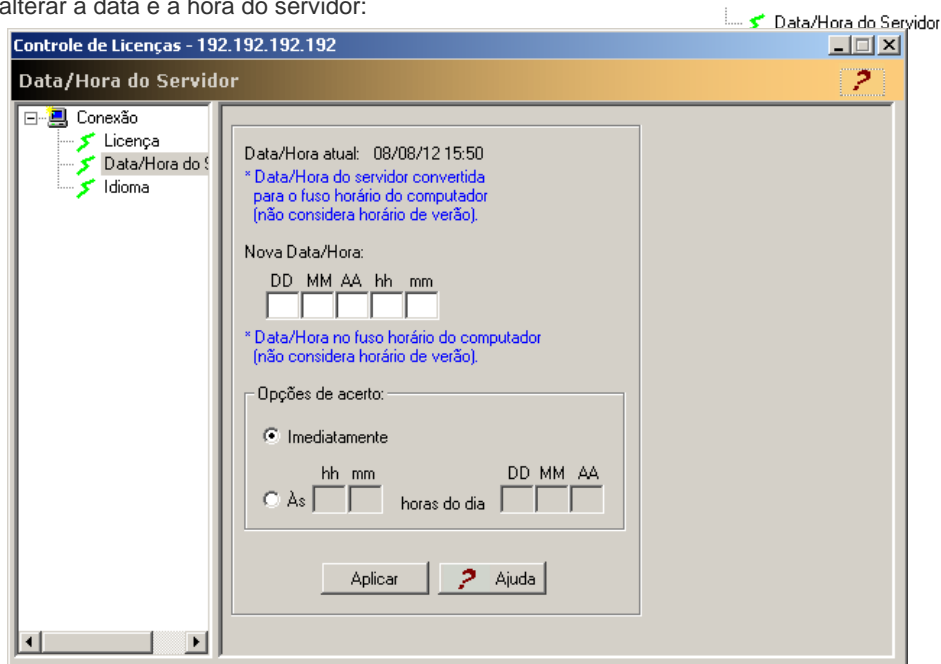 alterar a data e a hora do servidor:
Data/Hora do Servidor
Controle de Licenças - 192.192.192.192
Data/Hora do Servidor
Conexão
Licença
Data/Hora do S
Idioma
Data/Hora atual: 08/08/12 15:50
* Data/Hora do servidor convertida
para o fuso horário do computador
(não considera horário de verão).
Nova Data/Hora:
DD MM AA hh mm
* Data/Hora no fuso horário do computador
(não considera horário de verão).
Opções de acerto:
Imediatamente
hh mm DD MM AA
Às horas do dia
Aplicar
? Ajuda